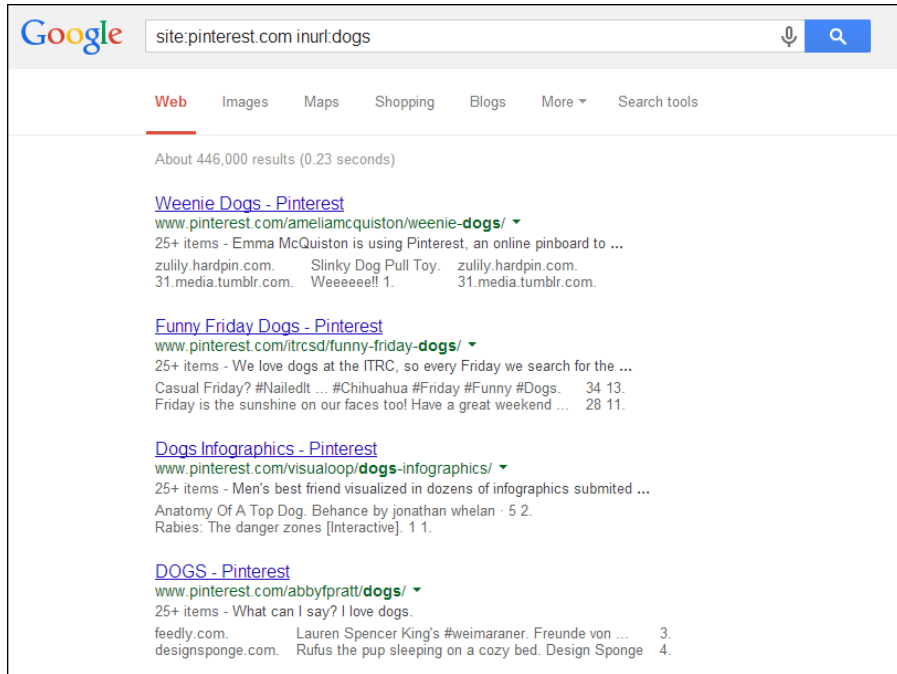 Google site:pinterest.com inurl:dogs
Web Images Maps Shopping Blogs More Search tools
About 446,000 results (0.23 seconds)
Weenie Dogs - Pinterest
www.pinterest.com/ameliamcquiston/weenie-dogs/
25+ items - Emma McQuiston is using Pinterest, an online pinboard to ...
zulily.hardpin.com. Slinky Dog Pull Toy. zulily.hardpin.com.
31.media.tumblr.com. Weeeeee!! 1. 31.media.tumblr.com.
Funny Friday Dogs - Pinterest
www.pinterest.com/itrcsd/funny-friday-dogs/
25+ items - We love dogs at the ITRC, so every Friday we search for the ...
Casual Friday? #NailedIt ... #Chihuahua #Friday #Funny #Dogs. 34 13.
Friday is the sunshine on our faces too! Have a great weekend ... 28 11.
Dogs Infographics - Pinterest
www.pinterest.com/visualoop/dogs-infographics/
25+ items - Men's best friend visualized in dozens of infographics submited ...
Anatomy Of A Top Dog. Behance by jonathan whelan · 5 2.
Rabies: The danger zones [Interactive]. 1 1.
DOGS - Pinterest
www.pinterest.com/abbyfpratt/dogs/
25+ items - What can I say? I love dogs.
feedly.com. Lauren Spencer King's #weimaraner. Freunde von ... 3.
designsponge.com. Rufus the pup sleeping on a cozy bed. Design Sponge 4.